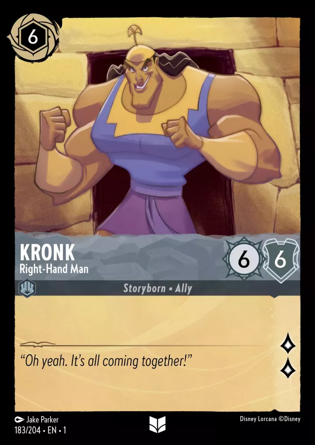 6
KRONK
Right-Hand Man
6 6
Storyborn • Ally
“Oh yeah. It’s all coming together!”
Jake Parker
Disney Lorcana ©Disney
183/204 • EN • 1